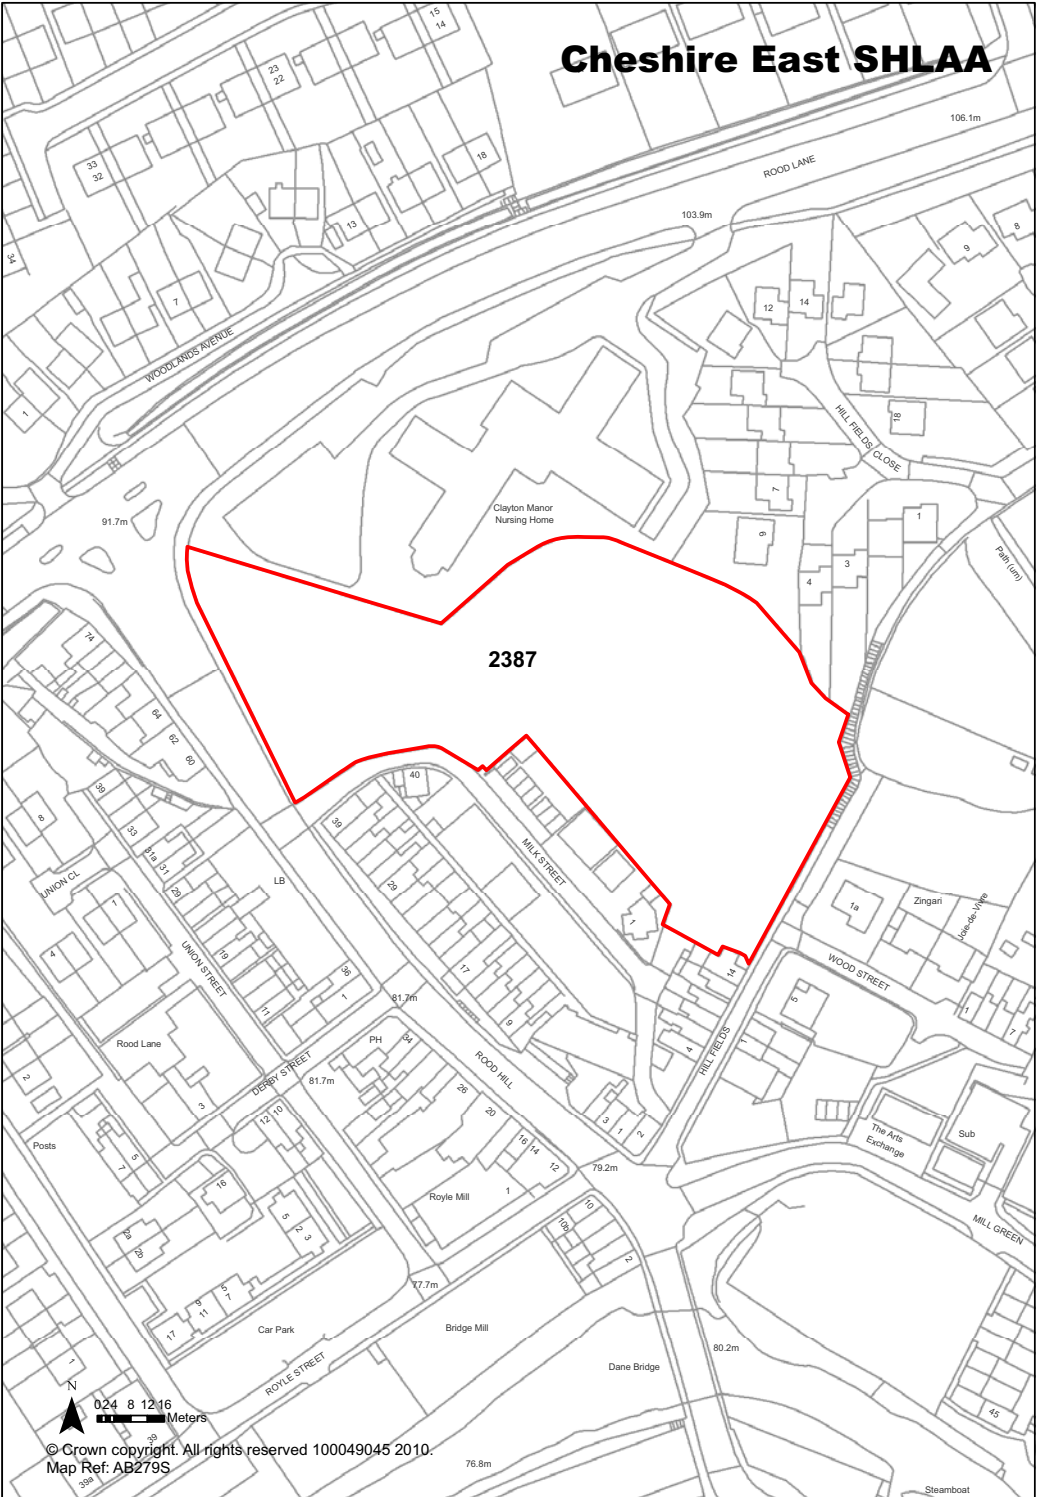 Cheshire East SHLAA
15
14
23
22
33
32
18
13
34
7
1
WOODLANDS AVENUE
106.1m
ROOD LANE
103.9m
8
9
12
14
18
HILL FIELDS CLOSE
7
9
1
3
4
Path (um)
91.7m
Clayton Manor
Nursing Home
2387
74
64
62
60
40
39
29
17
9
MILK STREET
1
39
33
31a
31
29
19
11
8
UNION CL
1
4
LB
UNION STREET
36
1
81.7m
PH
34
Rood Lane
DERBY STREET
81.7m
ROOD HILL
26
20
16
14
12
3
1
2
79.2m
14
4
HILL FIELDS
1
1a
Zingari
Joie-de-Vivre
WOOD STREET
5
1
7
The Arts
Exchange
Sub
MILL GREEN
2
3
12
10
Posts
5
7
16
2a
2b
5
2
3
5
7
9
11
17
Royle Mill
1
10
10b
2
77.7m
Car Park
Bridge Mill
ROYLE STREET
Dane Bridge
80.2m
45
1
39
39a
76.8m
Steamboat
N
024 8 12 16
Meters
© Crown copyright. All rights reserved 100049045 2010.
Map Ref: AB279S